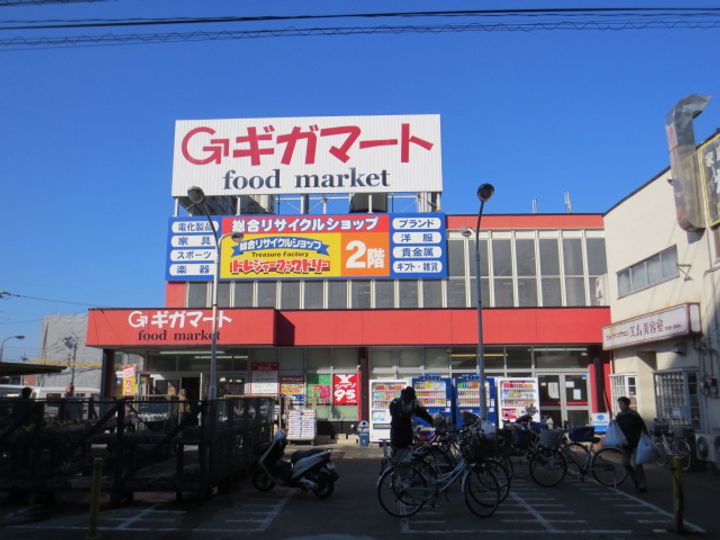 ギガマート
food market
電化製品
家具
スポーツ
楽器
総合リサイクルショップ
総合リサイクルショップ
Treasure Factory
トレジャーファクトリー
2階
ブランド
洋服
貴金属
ギフト・雑貨
ギガマート
food market
95
美容室